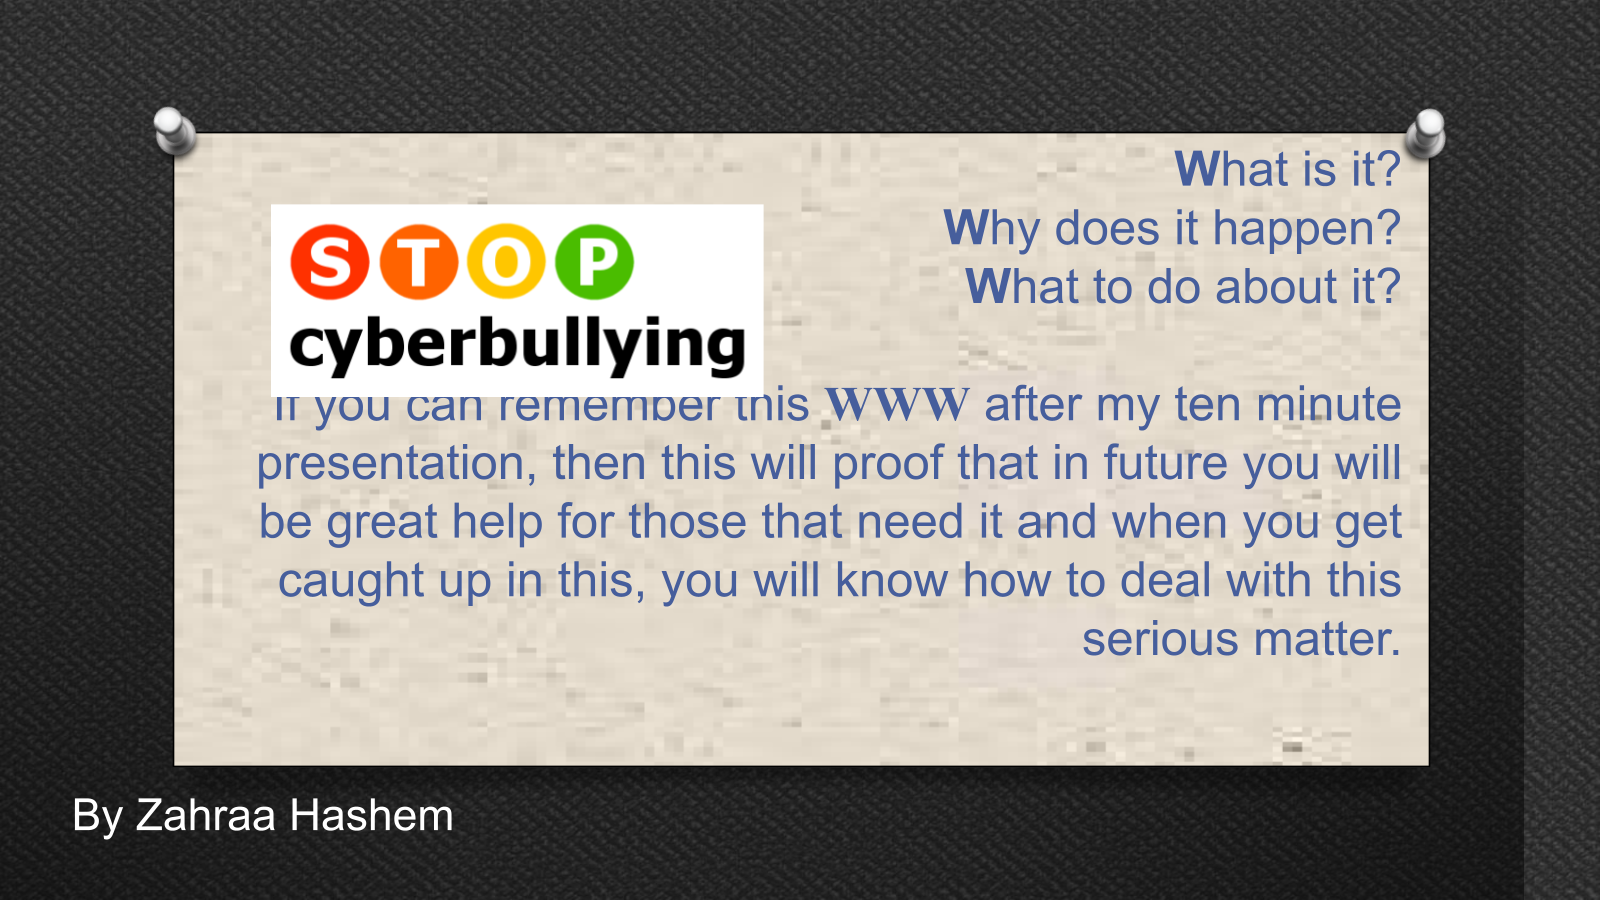 What is it?
Why does it happen?
What to do about it?
STOP
cyberbullying
If you can remember this WWW after my ten minute
presentation, then this will proof that in future you will
be great help for those that need it and when you get
caught up in this, you will know how to deal with this
serious matter.
By Zahraa Hashem